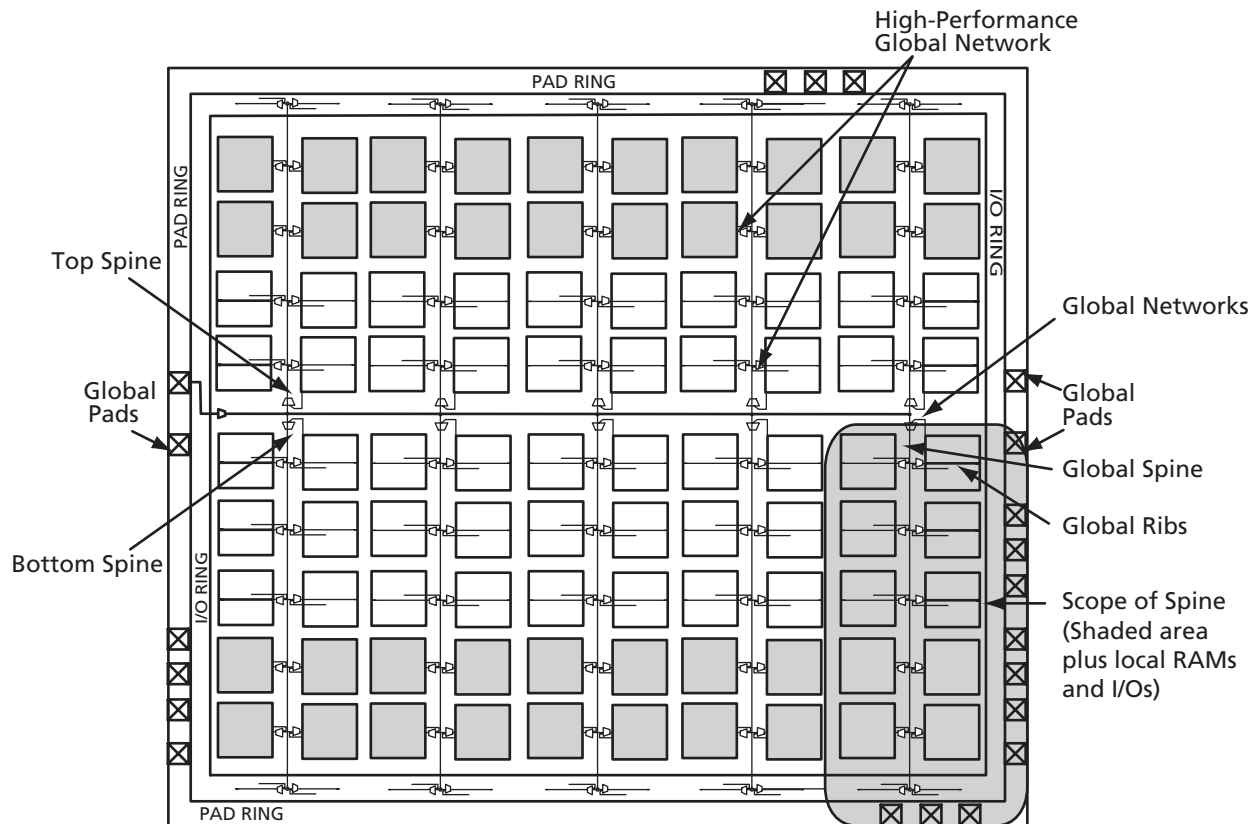 High-Performance
Global Network
PAD RING
PAD RING
I/O RING
Top Spine
Global Networks
Global
Pads
Global
Pads
Global Spine
Global Ribs
Bottom Spine
I/O RING
Scope of Spine
(Shaded area
plus local RAMs
and I/Os)
PAD RING